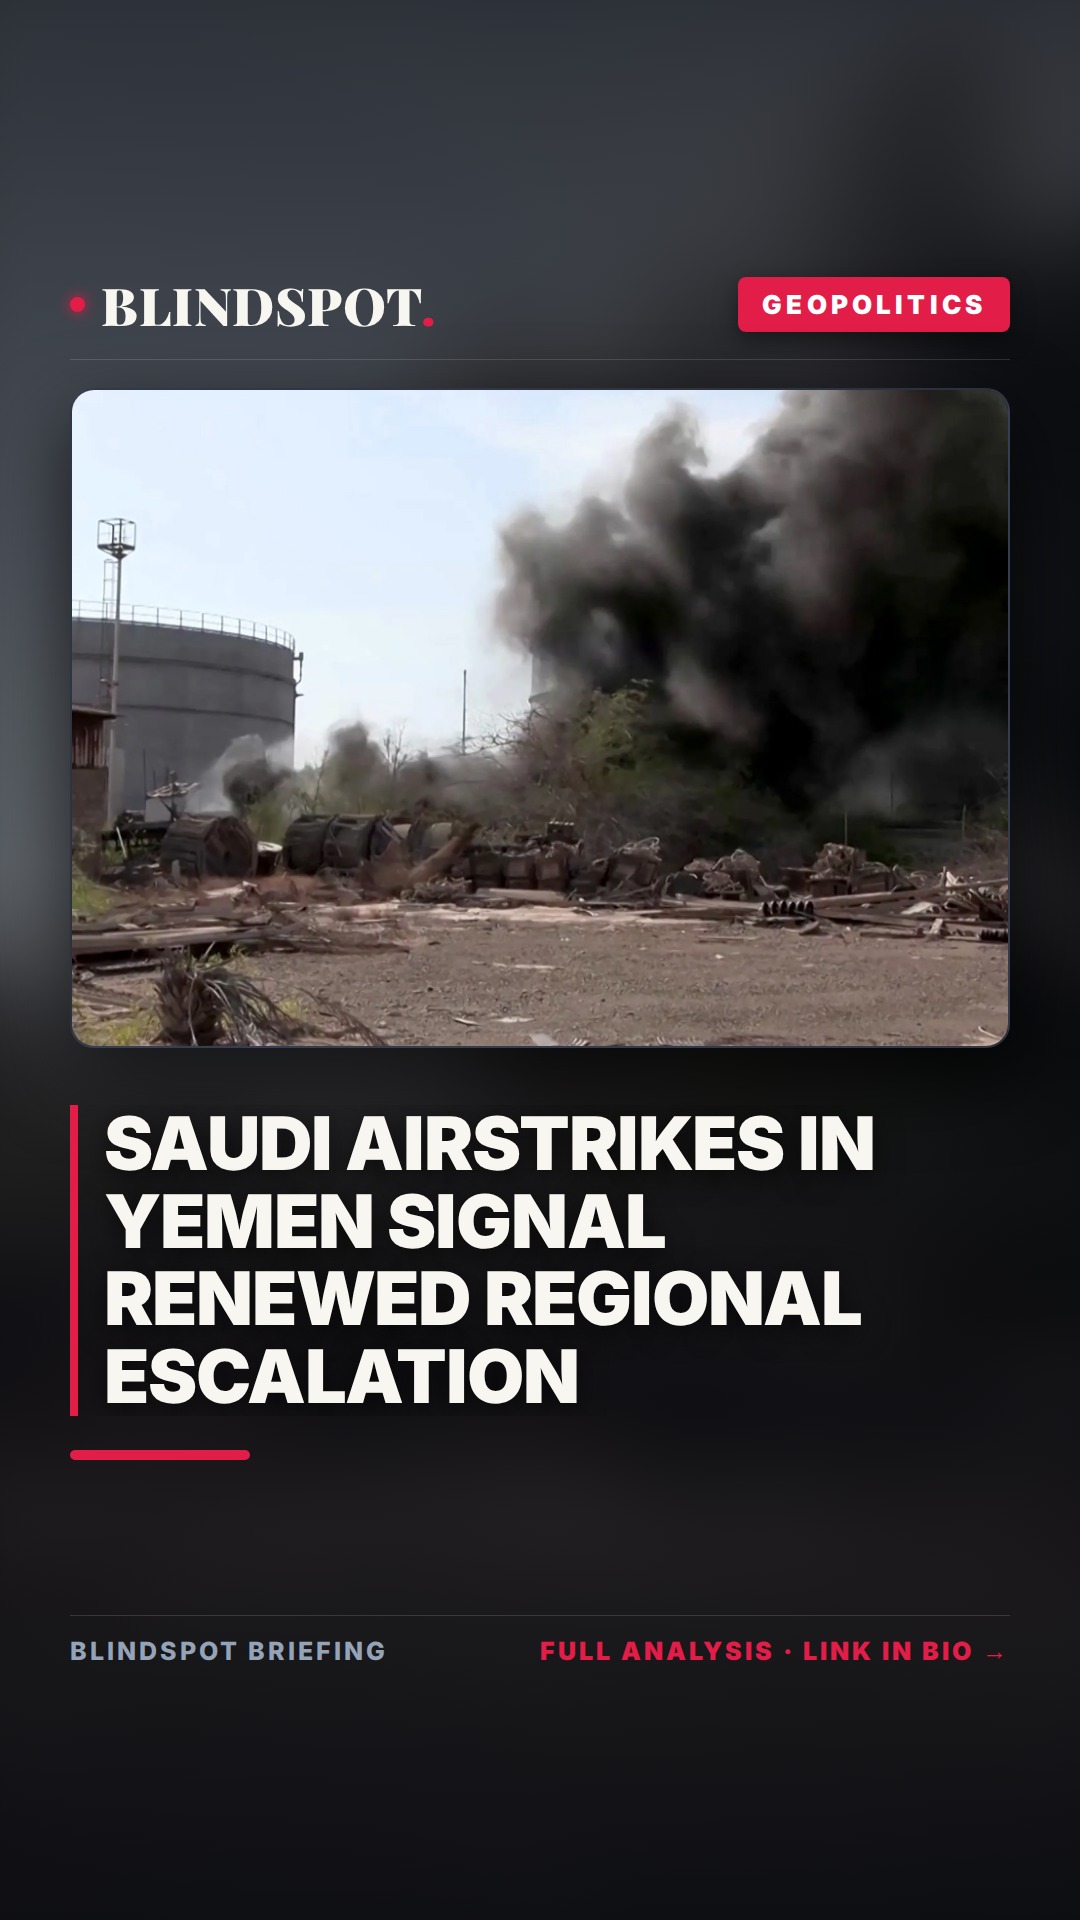 BLINDSPOT.
GEOPOLITICS
SAUDI AIRSTRIKES IN
YEMEN SIGNAL
RENEWED REGIONAL
ESCALATION
BLINDSPOT BRIEFING
FULL ANALYSIS · LINK IN BIO →